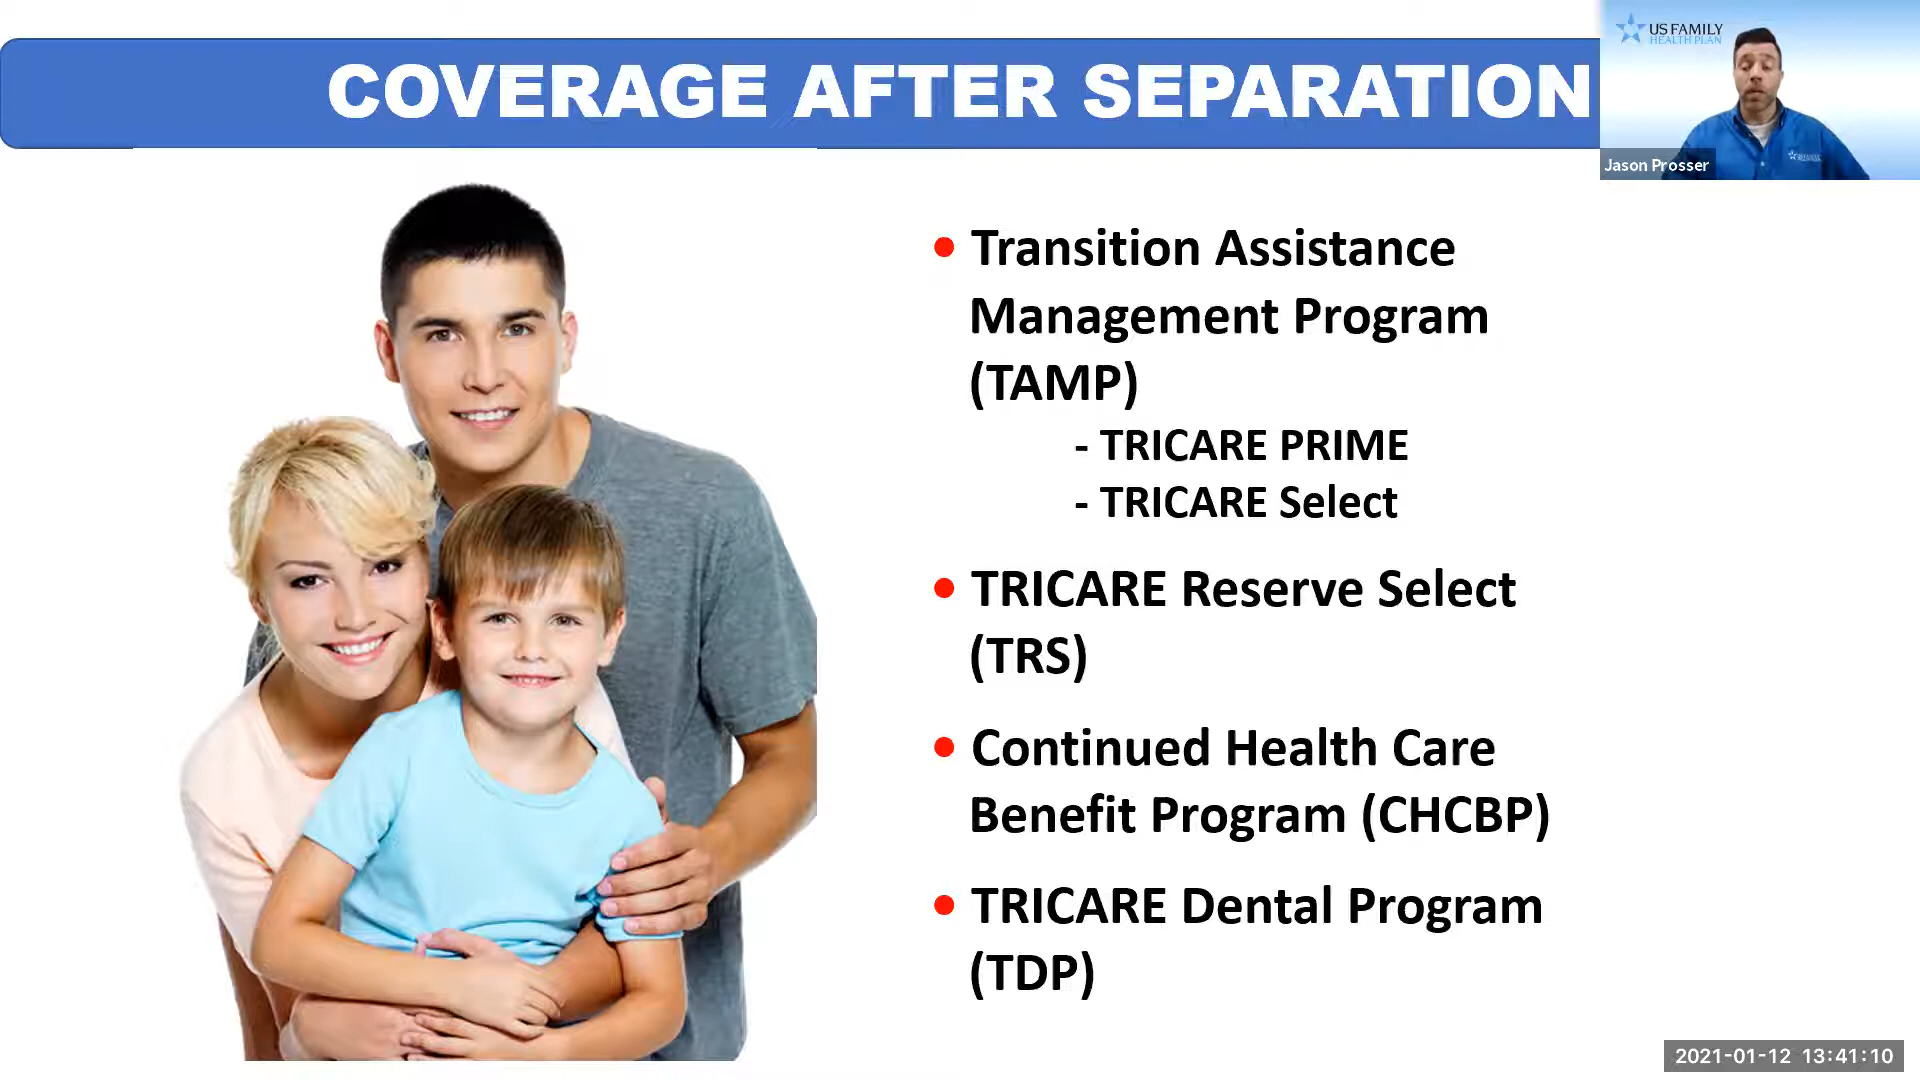 COVERAGE AFTER SEPARATION
US FAMILY
HEALTH PLAN
Jason Prosser
• Transition Assistance
Management Program
(TAMP)
- TRICARE PRIME
- TRICARE Select
• TRICARE Reserve Select
(TRS)
• Continued Health Care
Benefit Program (CHCBP)
• TRICARE Dental Program
(TDP)
2021-01-12 13:41:10